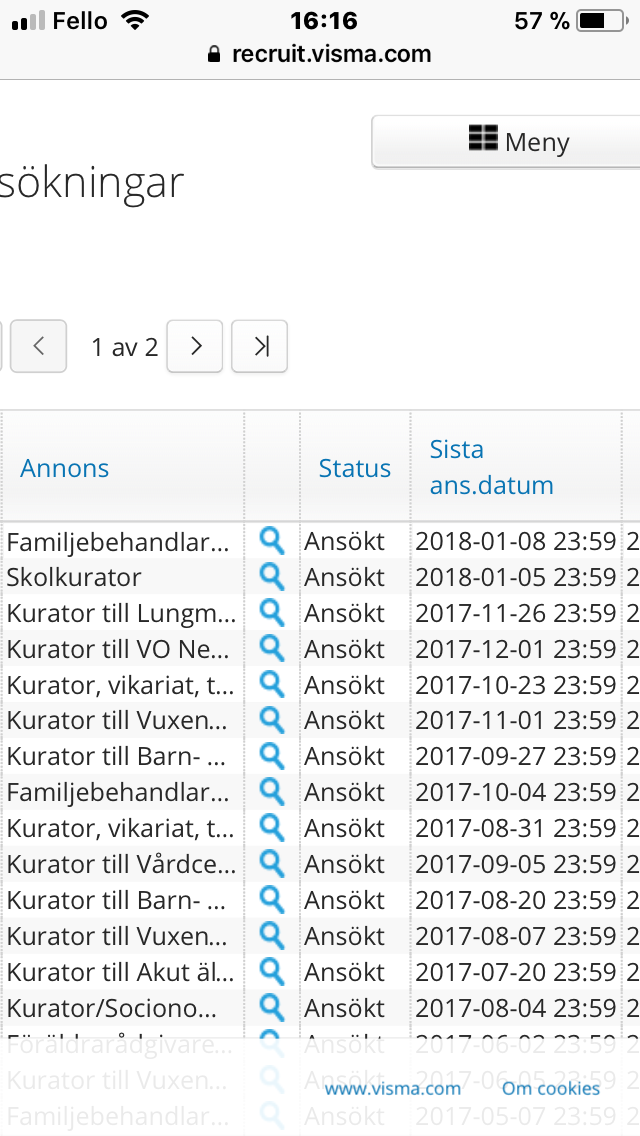 Fello 16:16 57 %
recruit.visma.com
Meny
sökningar
1 av 2
Annons Status Sista ans.datum
Familjebehandlar... Ansökt 2018-01-08 23:59 2
Skolkurator Ansökt 2018-01-05 23:59 2
Kurator till Lungm... Ansökt 2017-11-26 23:59 2
Kurator till VO Ne... Ansökt 2017-12-01 23:59 2
Kurator, vikariat, t... Ansökt 2017-10-23 23:59 2
Kurator till Vuxen... Ansökt 2017-11-01 23:59 2
Kurator till Barn- ... Ansökt 2017-09-27 23:59 2
Familjebehandlar... Ansökt 2017-10-04 23:59 2
Kurator, vikariat, t... Ansökt 2017-08-31 23:59 2
Kurator till Vårdce... Ansökt 2017-09-05 23:59 2
Kurator till Barn- ... Ansökt 2017-08-20 23:59 2
Kurator till Vuxen... Ansökt 2017-08-07 23:59 2
Kurator till Akut äl... Ansökt 2017-07-20 23:59 2
Kurator/Sociono... Ansökt 2017-08-04 23:59 2
Föräldrarådgivare... Ansökt 2017-06-02 23:59 2
Kurator till Vuxen... Ansökt 2017-06-05 23:59 2
Familjebehandlar... Ansökt 2017-05-07 23:59 2
www.visma.com Om cookies